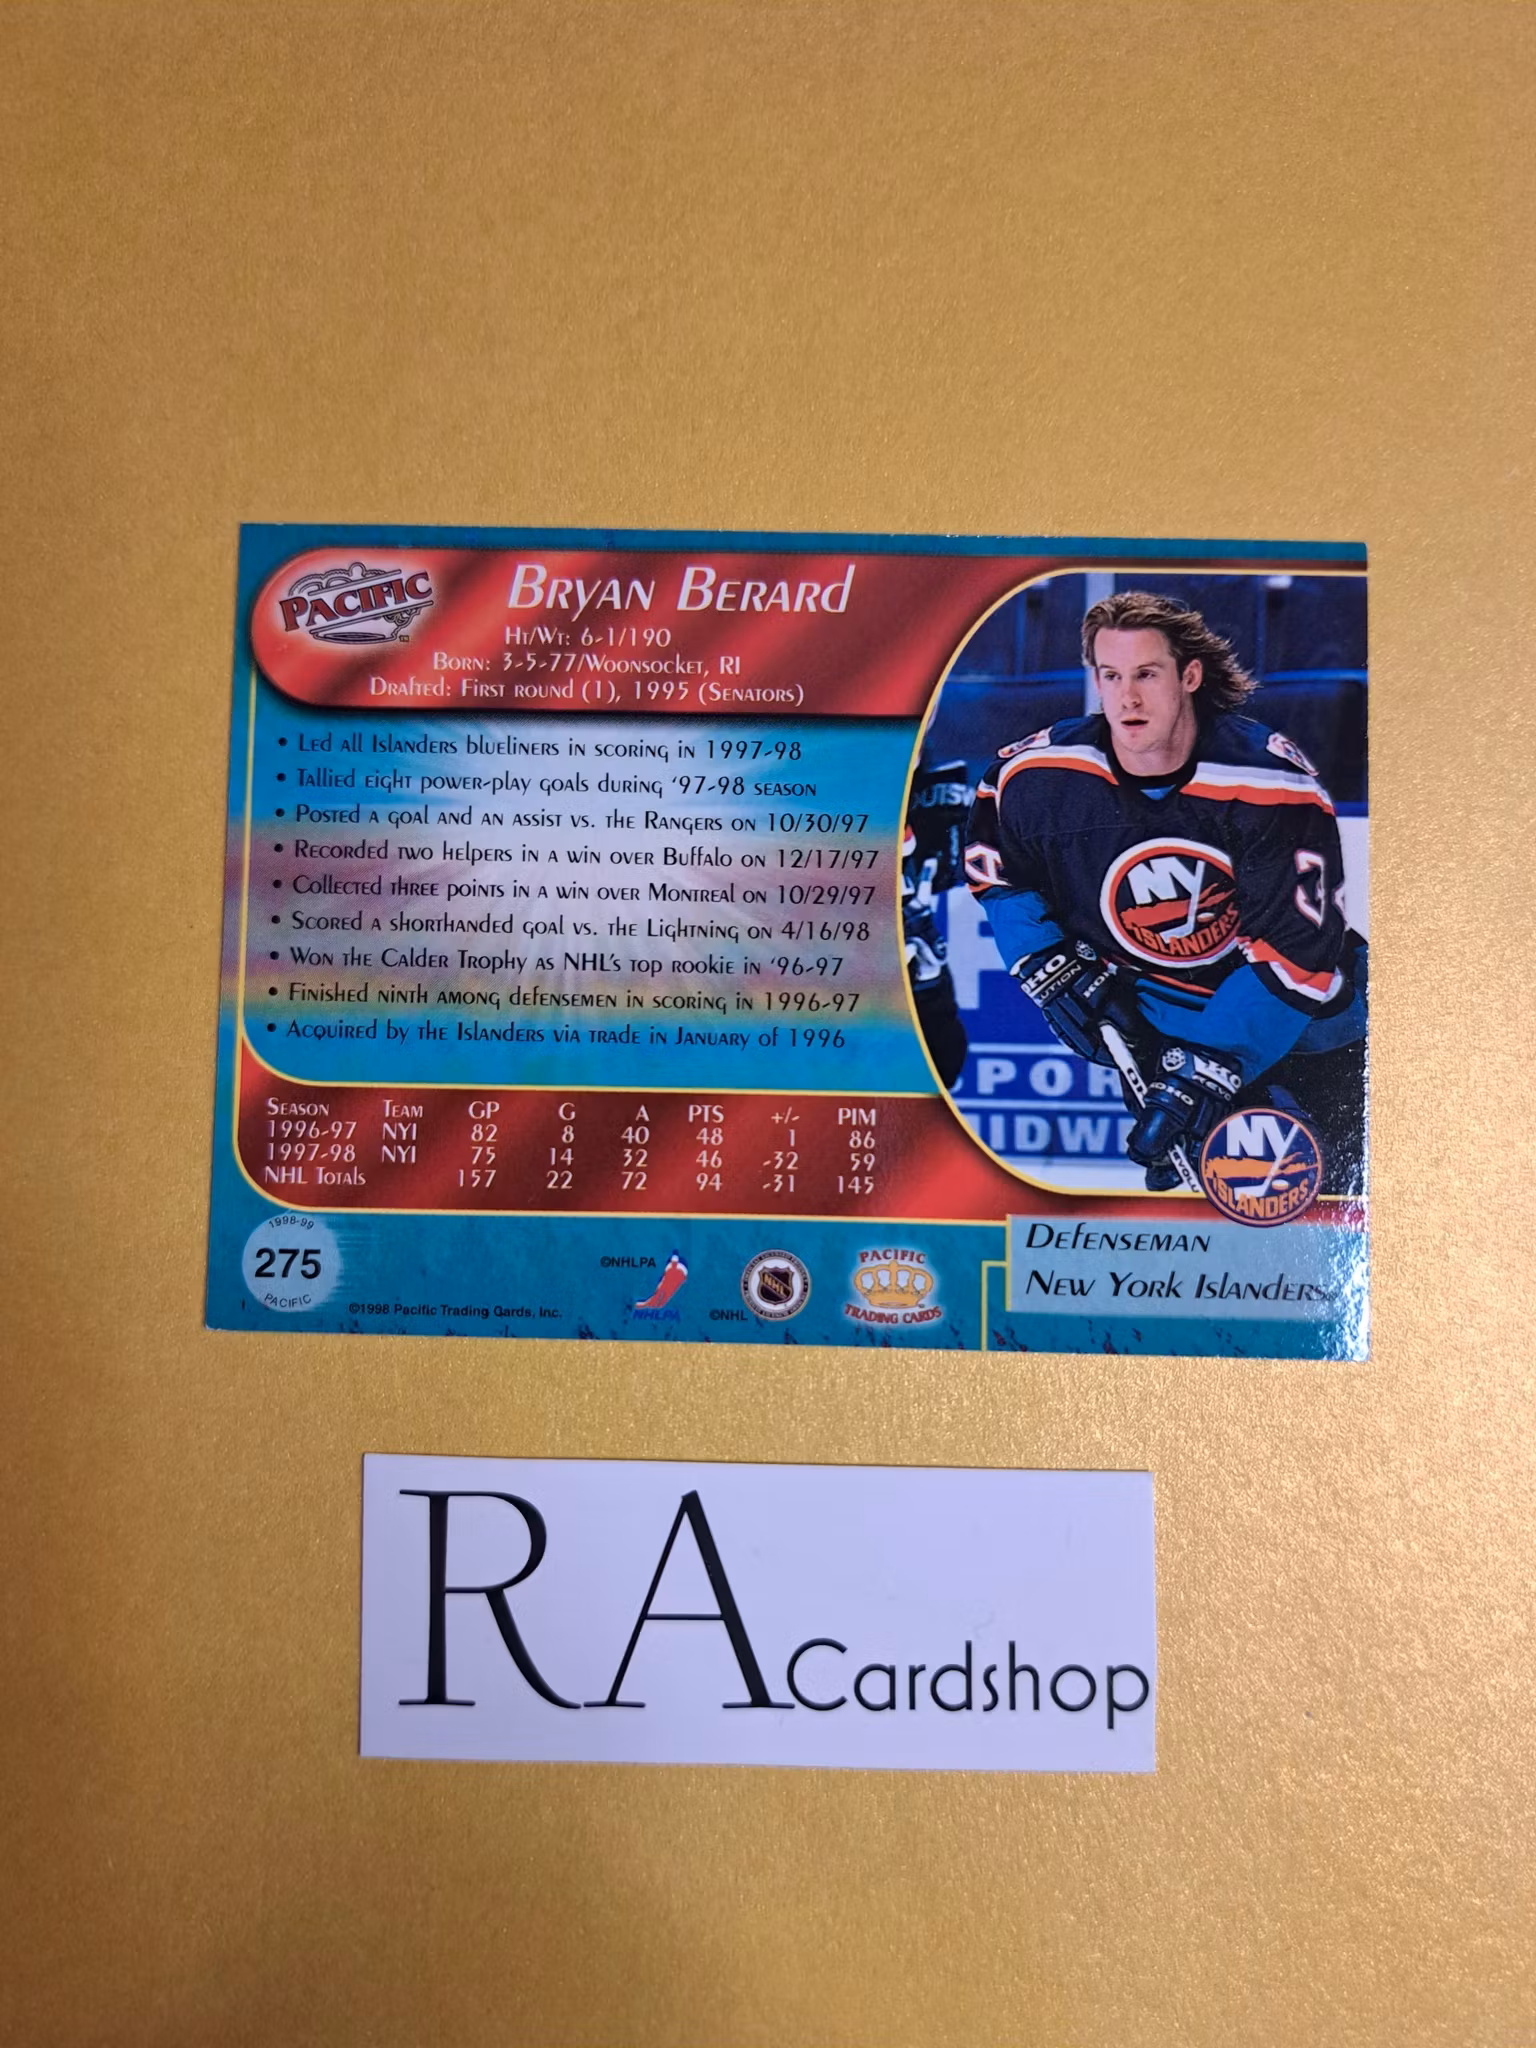 PACIFIC
Bryan Berard
Ht/Wt: 6-1/190
Born: 3-5-77/Woonsocket, RI
Drafted: First round (1), 1995 (Senators)
• Led all Islanders blueliners in scoring in 1997-98
• Tallied eight power-play goals during '97-98 season
• Posted a goal and an assist vs. the Rangers on 10/30/97
• Recorded two helpers in a win over Buffalo on 12/17/97
• Collected three points in a win over Montreal on 10/29/97
• Scored a shorthanded goal vs. the Lightning on 4/16/98
• Won the Calder Trophy as NHL's top rookie in '96-97
• Finished ninth among defensemen in scoring in 1996-97
• Acquired by the Islanders via trade in January of 1996
Season Team GP G A PTS +/- PIM
1996-97 NYI 82 8 40 48 1 86
1997-98 NYI 75 14 32 46 -32 59
NHL Totals 157 22 72 94 -31 145
A
NY
ISLANDERS
3
SPOR
MIDWE
NY
ISLANDERS
1998-99
275
PACIFIC
©1998 Pacific Trading Cards, Inc.
©NHLPA
NHLPA
©NHL
NHL
PACIFIC
TRADING CARDS
Defenseman
New York Islanders
RA Cardshop